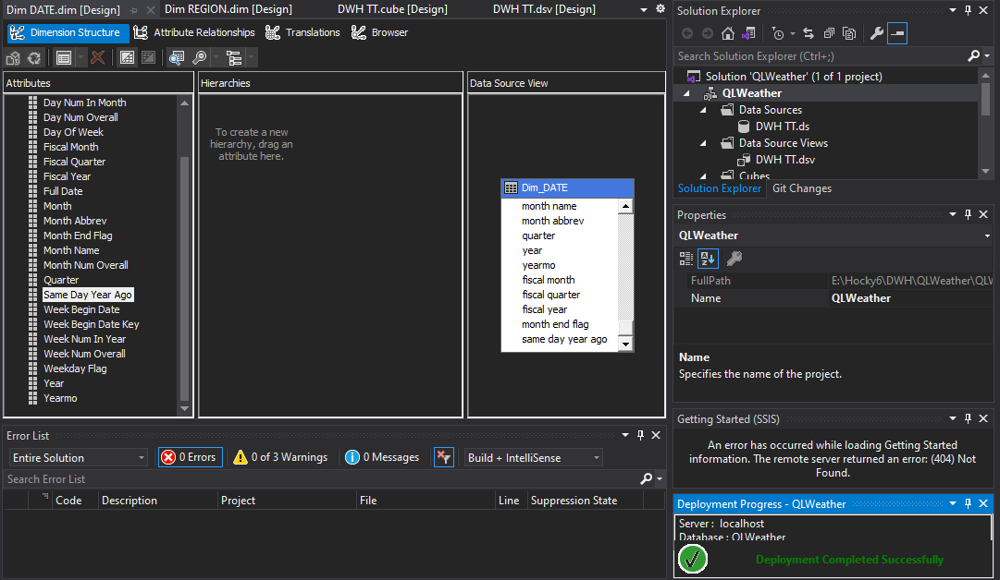 Dim DATE.dim [Design]
Dim REGION.dim [Design]
DWH TT.cube [Design]
DWH TT.dsv [Design]
Dimension Structure
Attribute Relationships
Translations
Browser
Attributes
Day Num In Month
Day Num Overall
Day Of Week
Fiscal Month
Fiscal Quarter
Fiscal Year
Full Date
Month
Month Abbrev
Month End Flag
Month Name
Month Num Overall
Quarter
Same Day Year Ago
Week Begin Date
Week Begin Date Key
Week Num In Year
Week Num Overall
Weekday Flag
Year
Yearmo
Hierarchies
To create a new
hierarchy, drag an
attribute here.
Data Source View
Dim_DATE
month name
month abbrev
quarter
year
yearmo
fiscal month
fiscal quarter
fiscal year
month end flag
same day year ago
Error List
Entire Solution
0 Errors
0 of 3 Warnings
0 Messages
Build + IntelliSense
Search Error List
Code
Description
Project
File
Line
Suppression State
Solution Explorer
Search Solution Explorer (Ctrl+;)
Solution 'QLWeather' (1 of 1 project)
QLWeather
Data Sources
DWH TT.ds
Data Source Views
DWH TT.dsv
Cubes
Solution Explorer
Git Changes
Properties
QLWeather
FullPath
E:\Hocky6\DWH\QLWeather\QLW
Name
QLWeather
Name
Specifies the name of the project.
Getting Started (SSIS)
An error has occurred while loading Getting Started
information. The remote server returned an error: (404) Not
Found.
Deployment Progress - QLWeather
Server : localhost
Database : QLWeather
Deployment Completed Successfully